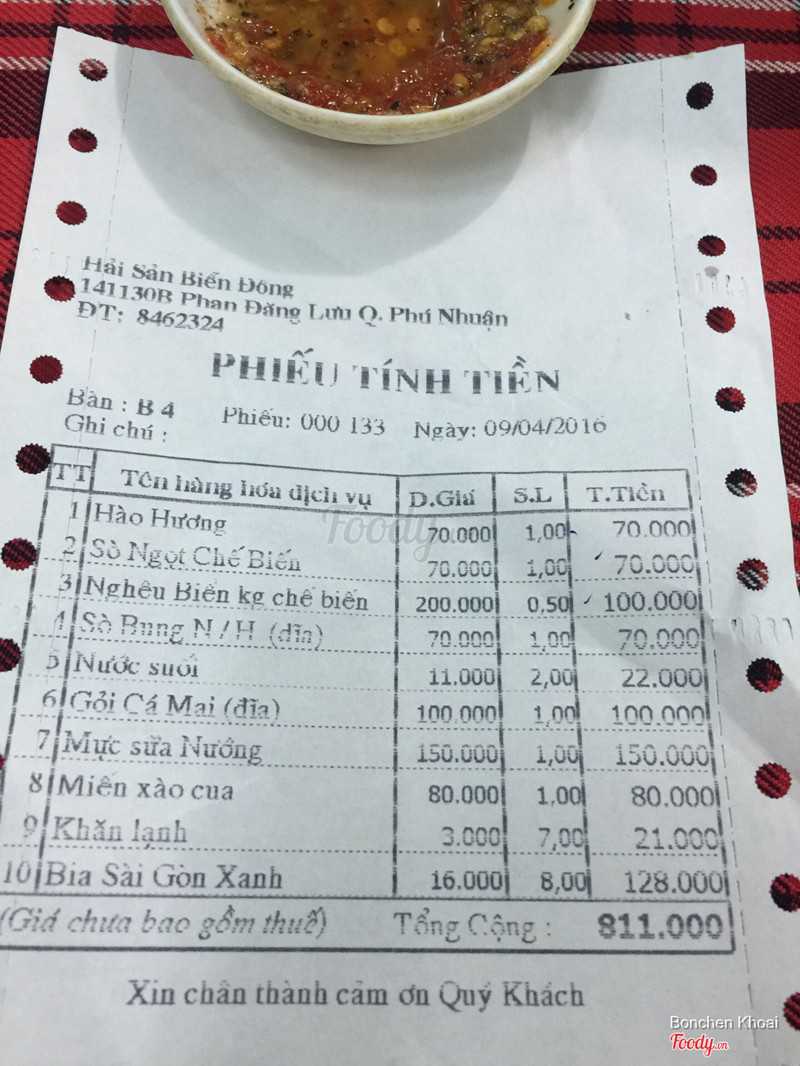 Hải Sản Biển Đông
141130B Phan Đăng Lưu Q. Phú Nhuận
ĐT: 8462324
PHIẾU TÍNH TIỀN
Bàn : B 4 Phiếu: 000 133 Ngày: 09/04/2016
Ghi chú :
TT Tên hàng hóa dịch vụ D.Giá S.L T.Tiền
1 Hào Hương 70.000 1,00 70.000
2 Sò Ngọt Chế Biến 70.000 1,00 70.000
3 Nghêu Biển kg chế biến 200.000 0,50 100.000
4 Sò Bung N/H (dĩa) 70.000 1,00 70.000
5 Nước suối 11.000 2,00 22.000
6 Gỏi Cá Mai (đĩa) 100.000 1,00 100.000
7 Mực sữa Nướng 150.000 1,00 150.000
8 Miến xào cua 80.000 1,00 80.000
9 Khăn lạnh 3.000 7,00 21.000
10 Bia Sài Gòn Xanh 16.000 8,00 128.000
(Giá chưa bao gồm thuế) Tổng Cộng : 811.000
Xin chân thành cảm ơn Quý Khách
Foody
Bonchen Khoai
Foody.vn